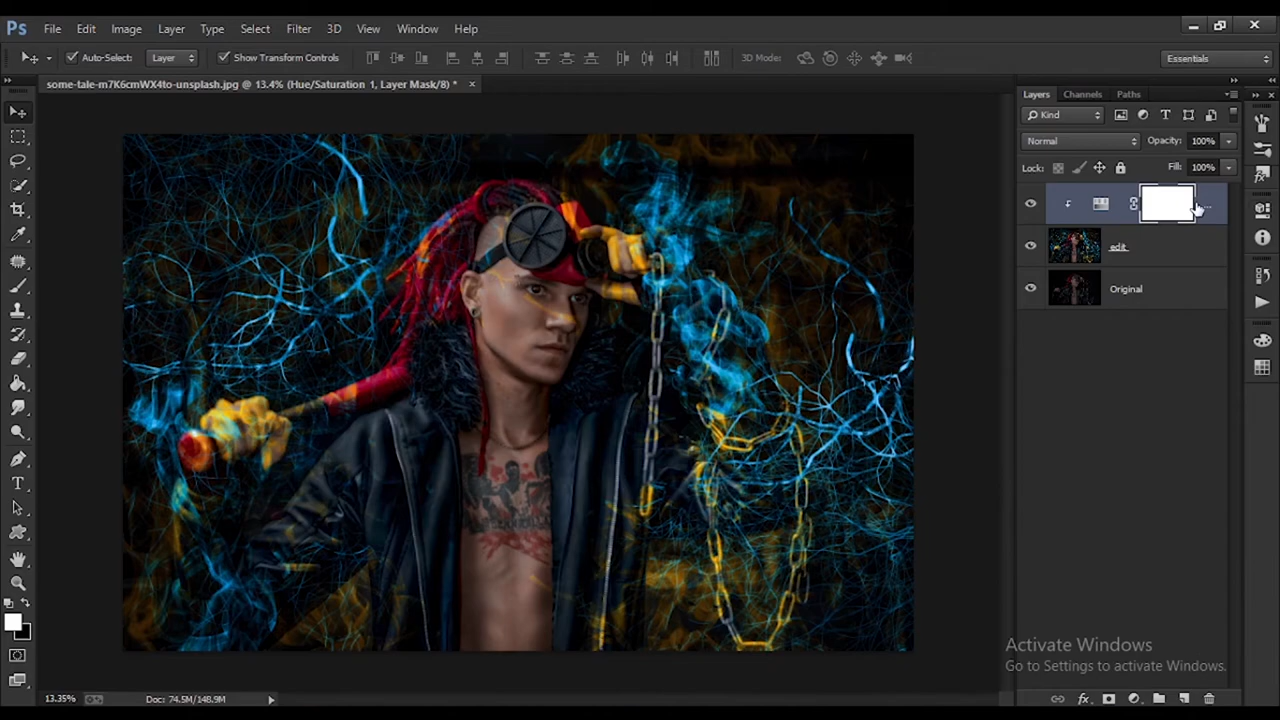 Ps File Edit Image Layer Type Select Filter 3D View Window Help
Auto-Select: Layer Show Transform Controls 3D Mode: Essentials
some-tale-m7K6cmWX4to-unsplash.jpg @ 13.4% (Hue/Saturation 1, Layer Mask/8) *
Layers Channels Paths
Kind
Normal Opacity: 100%
Lock: Fill: 100%
edit
Original
Activate Windows
Go to Settings to activate Windows.
13.35% Doc: 74.5M/148.9M